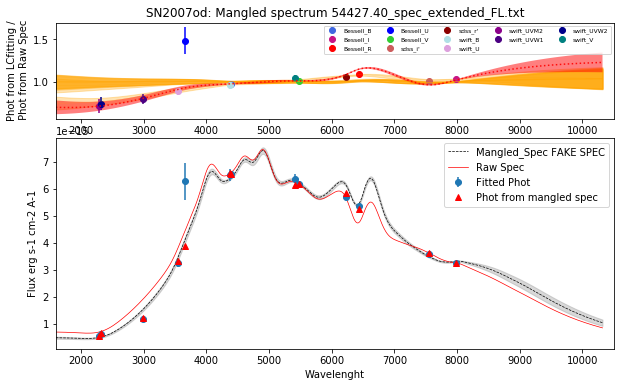 SN2007od: Mangled spectrum 54427.40_spec_extended_FL.txt
Phot from LCfitting /
Phot from Raw Spec
1.5
1.0
Bessell_B
Bessell_I
Bessell_R
Bessell_U
Bessell_V
sdss_i'
sdss_r'
swift_B
swift_U
swift_UVM2
swift_UVW1
swift_UVW2
swift_V
2000 3000 4000 5000 6000 7000 8000 9000 10000
Flux erg s-1 cm-2 A-1
7
6
5
4
3
2
1
Mangled_Spec FAKE SPEC
Raw Spec
Fitted Phot
Phot from mangled spec
2000 3000 4000 5000 6000 7000 8000 9000 10000
Wavelenght